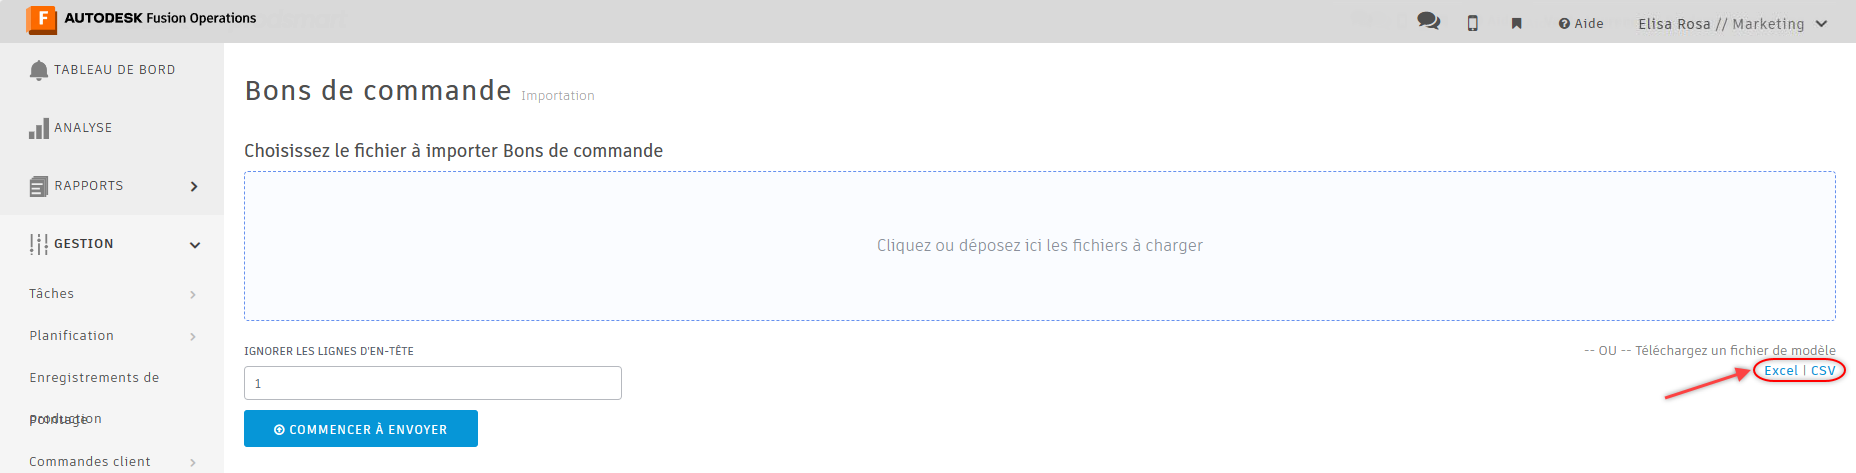 F AUTODESK Fusion Operations
Aide
Elisa Rosa // Marketing
TABLEAU DE BORD
ANALYSE
RAPPORTS
GESTION
Tâches
Planification
Enregistrements de
production
Pointage
Commandes client
Bons de commande Importation
Choisissez le fichier à importer Bons de commande
Cliquez ou déposez ici les fichiers à charger
IGNORER LES LIGNES D'EN-TÊTE
1
COMMENCER À ENVOYER
-- OU -- Téléchargez un fichier de modèle
Excel | CSV